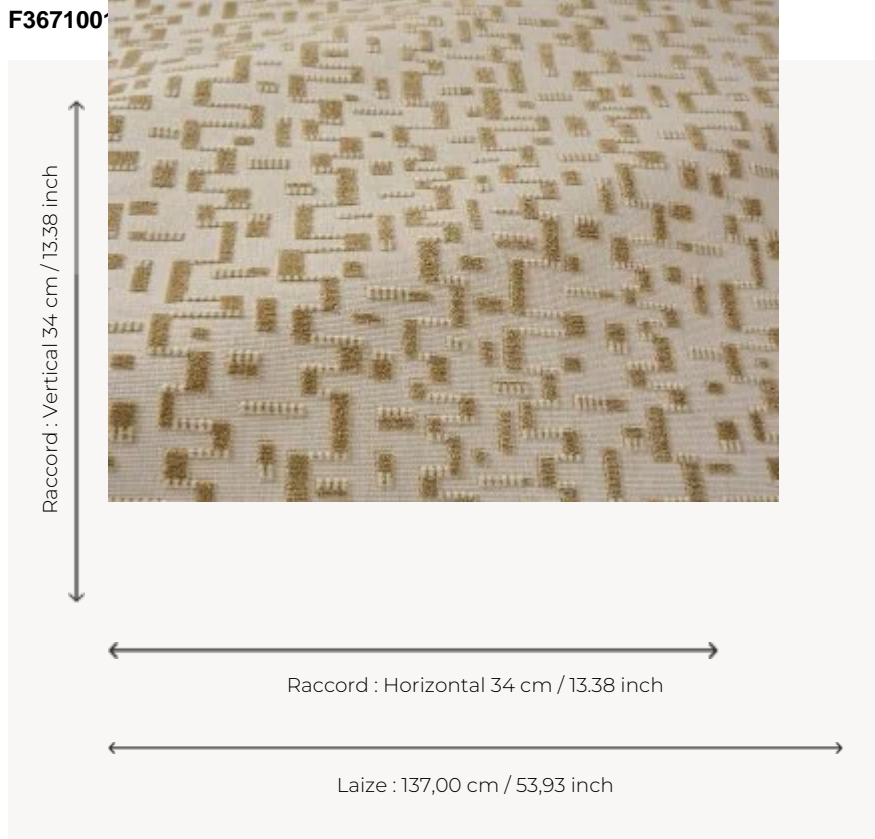 F3671001
Raccord : Vertical 34 cm / 13.38 inch
Raccord : Horizontal 34 cm / 13.38 inch
Laize : 137,00 cm / 53,93 inch